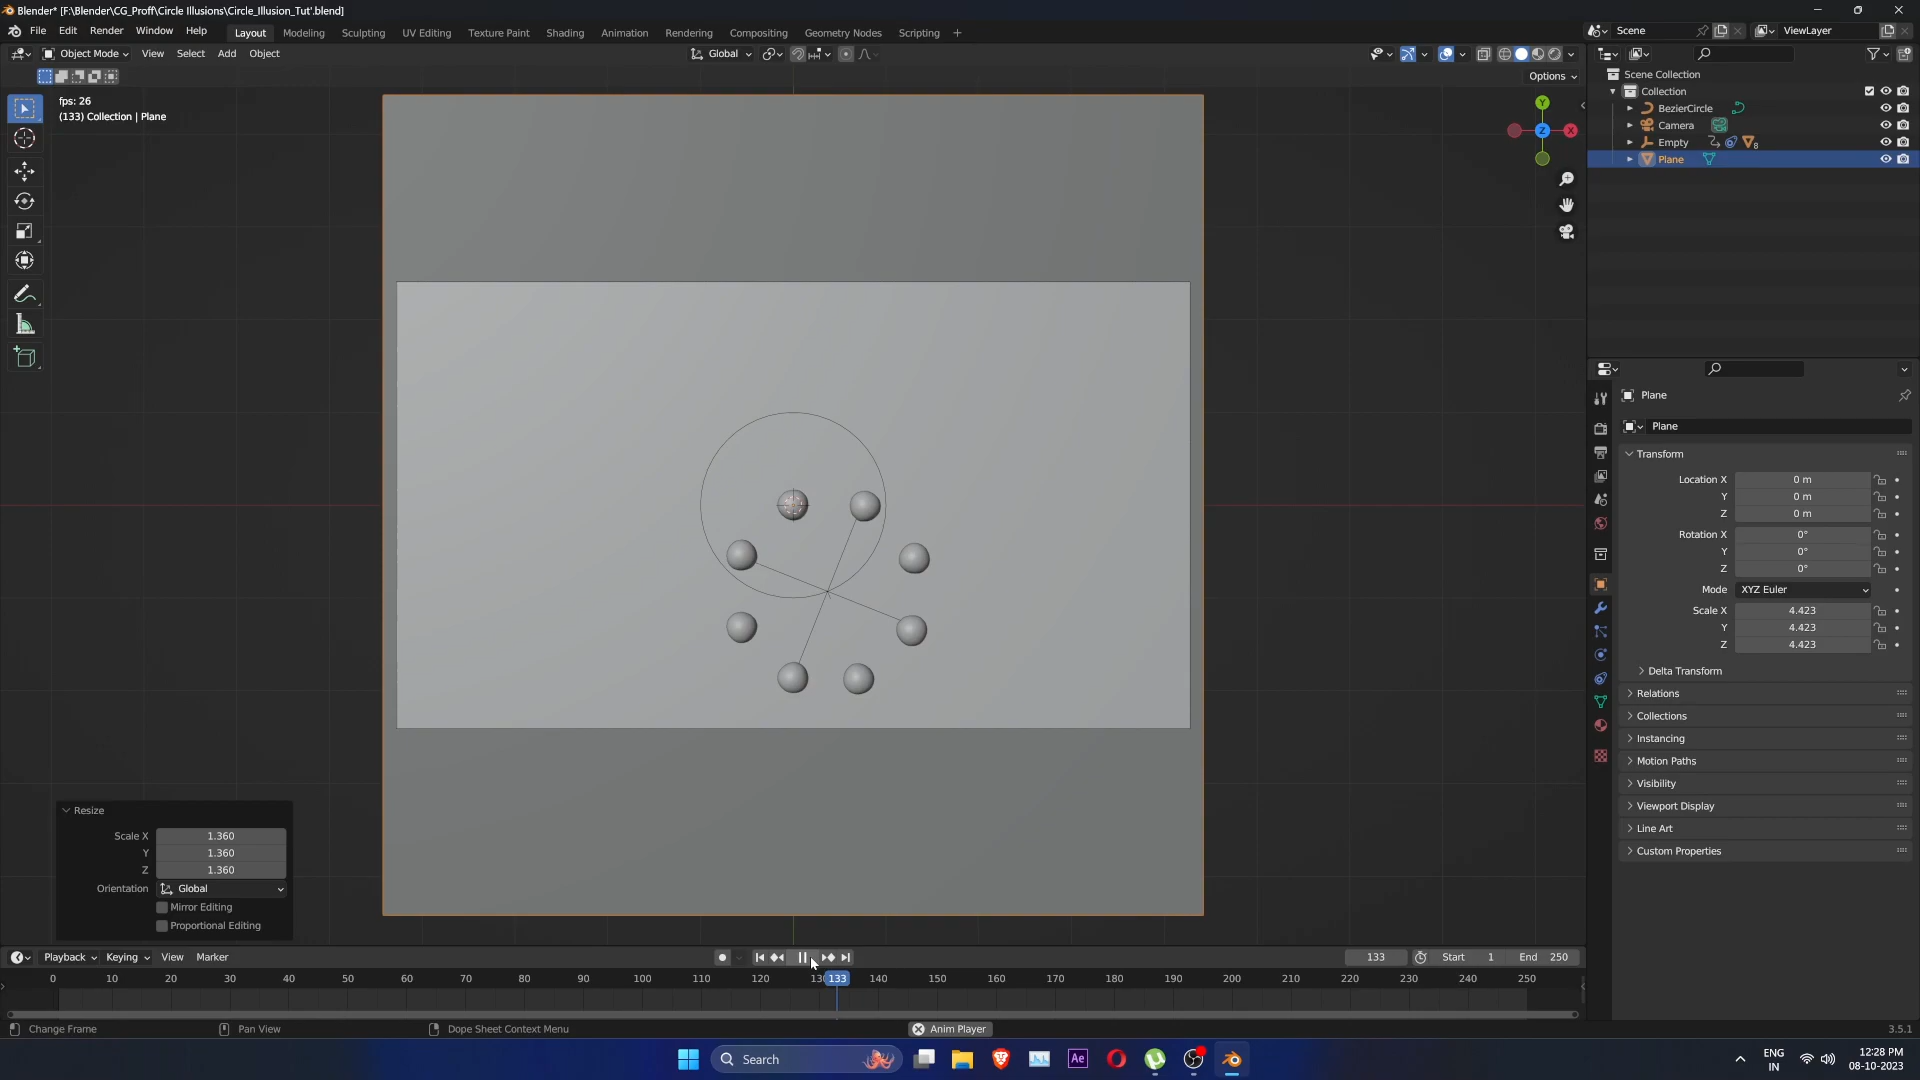 Blender* [F:\Blender\CG_Proff\Circle Illusions\Circle_Illusion_Tut'.blend]
File Edit Render Window Help Layout Modeling Sculpting UV Editing Texture Paint Shading Animation Rendering Compositing Geometry Nodes Scripting + Scene ViewLayer
Object Mode View Select Add Object Global
Options
fps: 26
(133) Collection | Plane
Y
X
Z
Scene Collection
Collection
BezierCircle
Camera
Empty 8
Plane
Plane
Plane
Transform
Location X 0 m
Y 0 m
Z 0 m
Rotation X 0°
Y 0°
Z 0°
Mode XYZ Euler
Scale X 4.423
Y 4.423
Z 4.423
Delta Transform
Relations
Collections
Instancing
Motion Paths
Visibility
Viewport Display
Line Art
Custom Properties
Resize
Scale X 1.360
Y 1.360
Z 1.360
Orientation Global
Mirror Editing
Proportional Editing
Playback Keying View Marker 133 Start 1 End 250
0 10 20 30 40 50 60 70 80 90 100 110 120 133 140 150 160 170 180 190 200 210 220 230 240 250
Change Frame Pan View Dope Sheet Context Menu Anim Player 3.5.1
Search Ae
ENG
IN
12:28 PM
08-10-2023